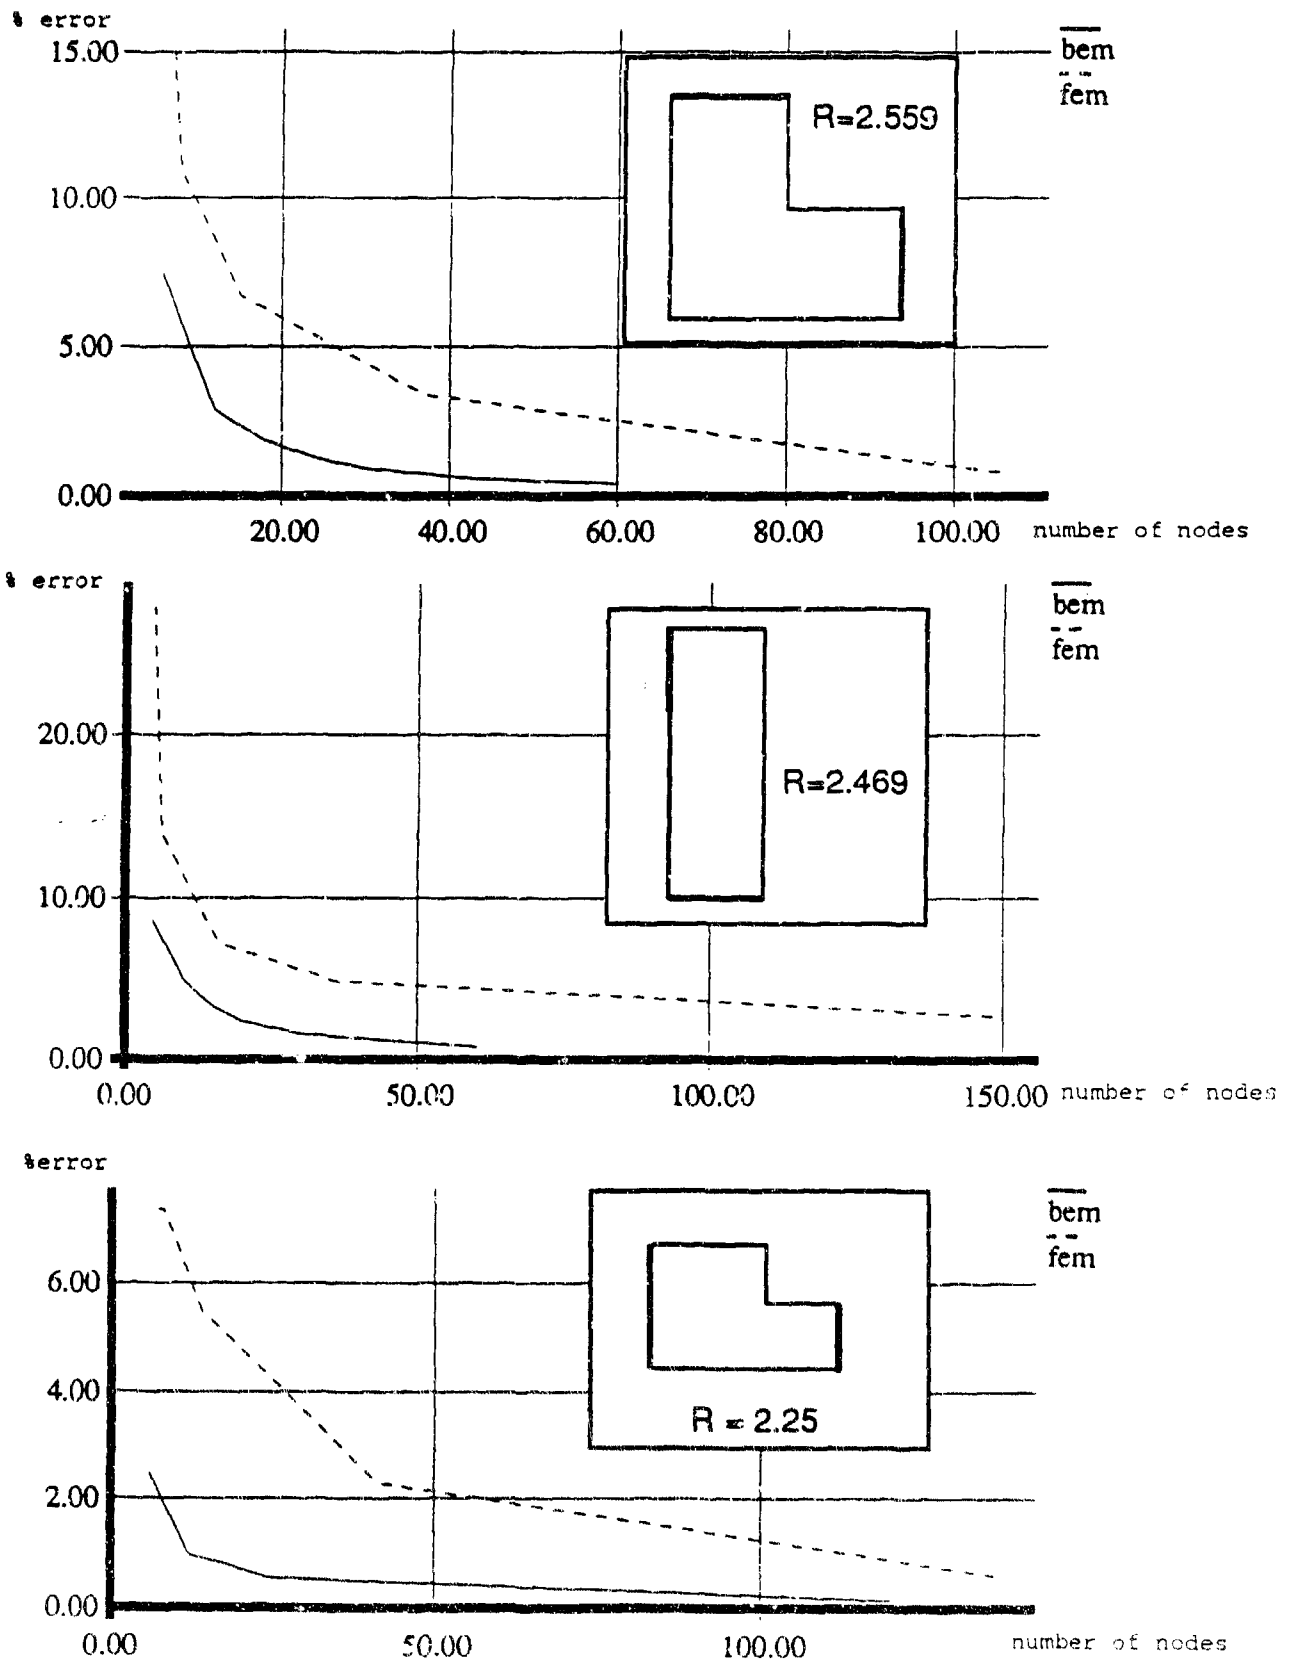 % error
15.00
10.00
5.00
0.00
20.00 40.00 60.00 80.00 100.00 number of nodes
bem
fem
R=2.559
% error
20.00
10.00
0.00
0.00 50.00 100.00 150.00 number of nodes
bem
fem
R=2.469
%error
6.00
4.00
2.00
0.00
0.00 50.00 100.00 number of nodes
bem
fem
R = 2.25